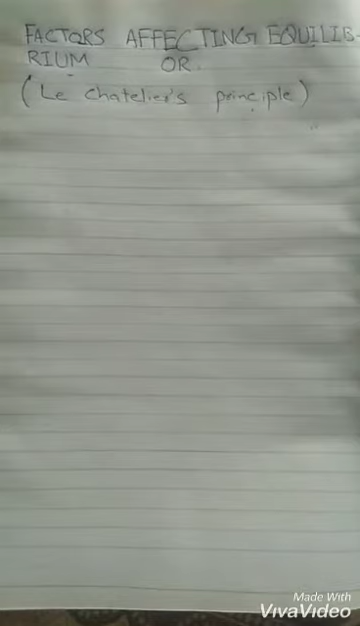 FACTORS AFFECTING EQUILIB-
RIUM OR.
(Le chatelier's principle)
Made With
VivaVideo